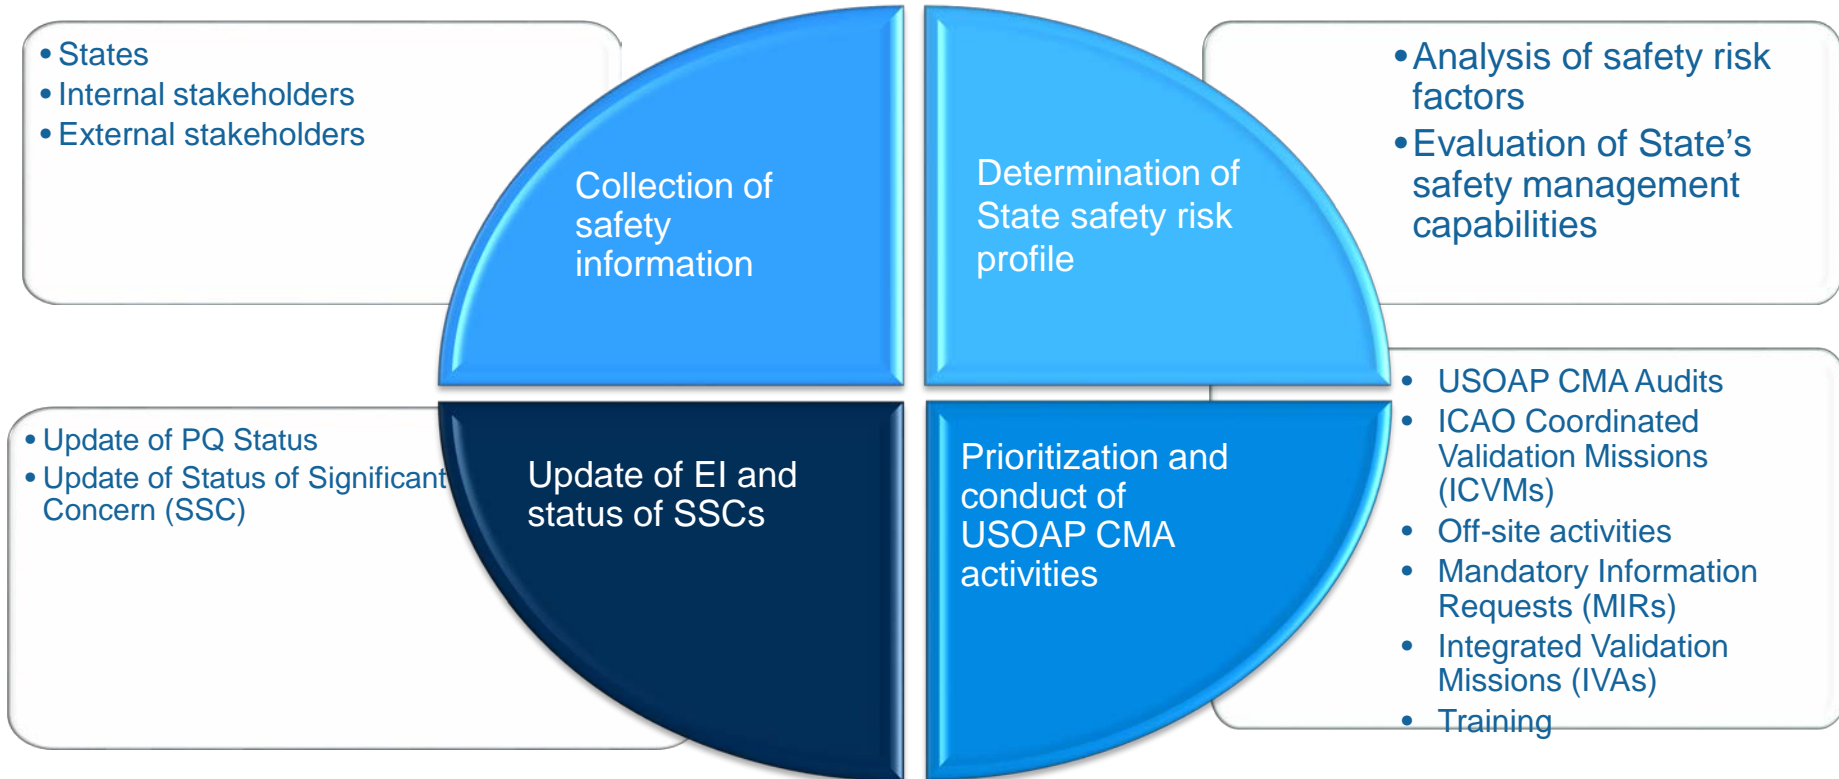 • States
• Internal stakeholders
• External stakeholders
Collection of
safety
information
Determination of
State safety risk
profile
• Analysis of safety risk
factors
• Evaluation of State’s
safety management
capabilities
• Update of PQ Status
• Update of Status of Significant
Concern (SSC)
Update of EI and
status of SSCs
Prioritization and
conduct of
USOAP CMA
activities
• USOAP CMA Audits
• ICAO Coordinated
Validation Missions
(ICVMs)
• Off-site activities
• Mandatory Information
Requests (MIRs)
• Integrated Validation
Missions (IVAs)
• Training